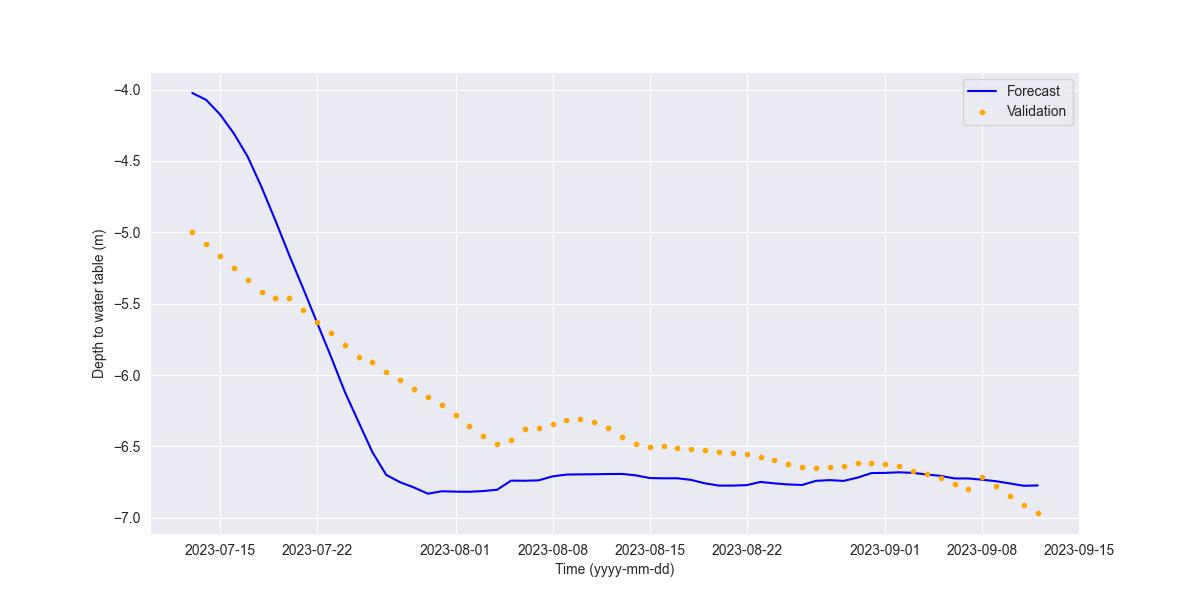 Forecast
Validation
Depth to water table (m)
−4.0
−4.5
−5.0
−5.5
−6.0
−6.5
−7.0
2023-07-15 2023-07-22 2023-08-01 2023-08-08 2023-08-15 2023-08-22 2023-09-01 2023-09-08 2023-09-15
Time (yyyy-mm-dd)